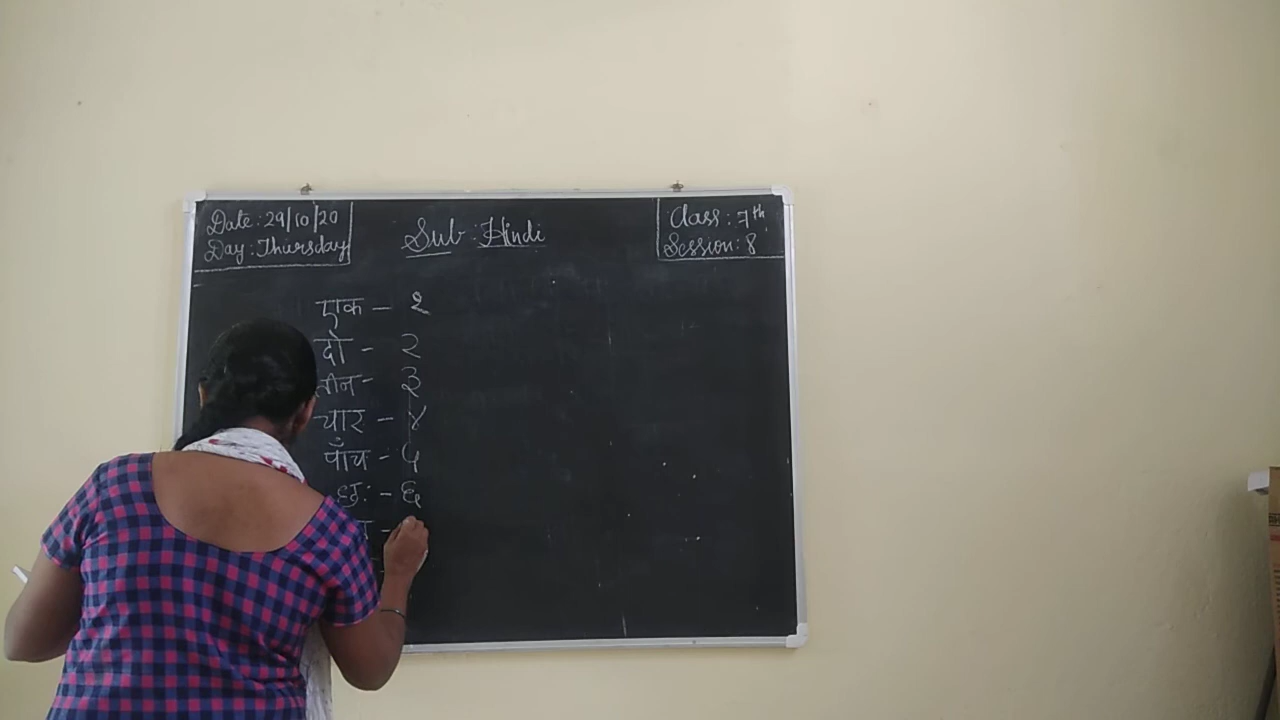 Date: 29/10/20
Day: Thursday
Sub: Hindi
Class: 7th
Session: 8
एक - १
दो - २
तीन - ३
चार - ४
पाँच - ५
छः - ६